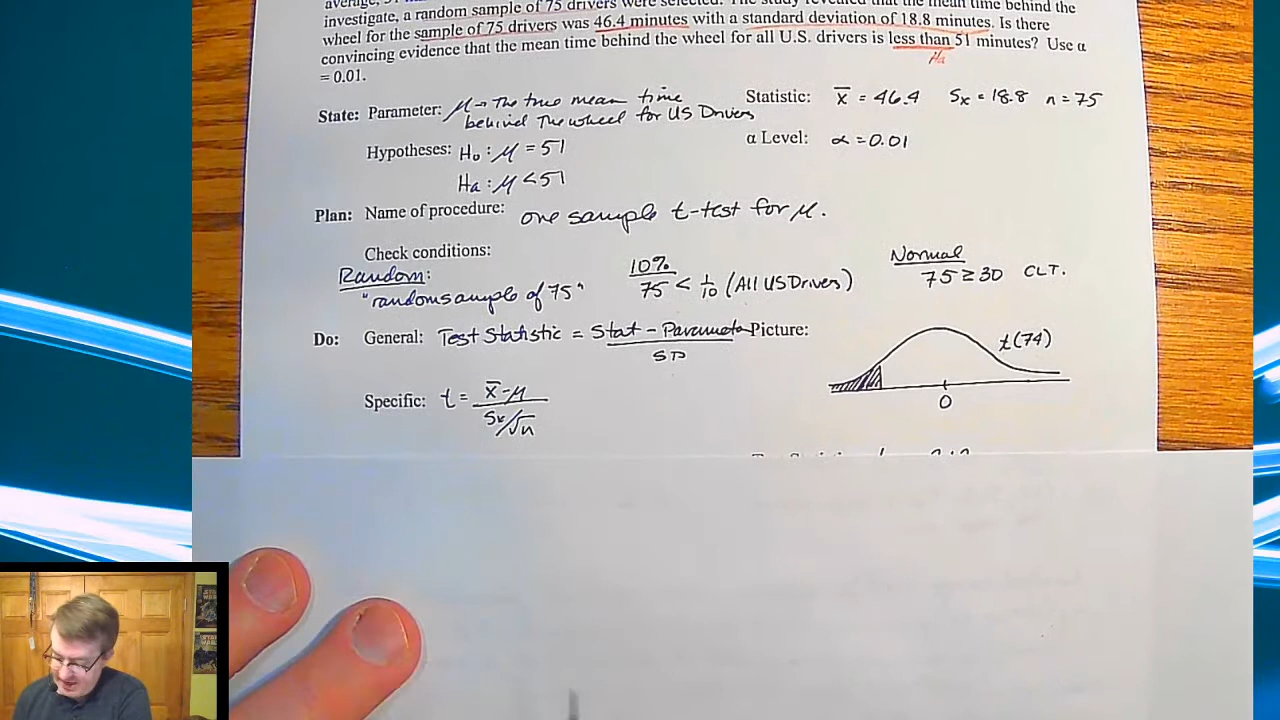 investigate, a random sample of 75 drivers were selected. The study revealed that the mean time behind the
wheel for the sample of 75 drivers was 46.4 minutes with a standard deviation of 18.8 minutes. Is there
convincing evidence that the mean time behind the wheel for all U.S. drivers is less than 51 minutes? Use α
Ha
= 0.01.
State: Parameter: μ → The true mean time Statistic: x̄ = 46.4 Sx = 18.8 n = 75
behind The wheel for US Drivers
Hypotheses: H₀ : μ = 51 α Level: α = 0.01
Ha : μ < 51
Plan: Name of procedure: one sample t-test for μ.
Check conditions:
Random: 10% Normal
"random sample of 75" 75 < 1/10 (All US Drivers) 75 ≥ 30 CLT.
Do: General: Test Statistic = Stat - Parameter Picture: t(74)
SD
Specific: t = x̄ - μ 0
Sx/√n